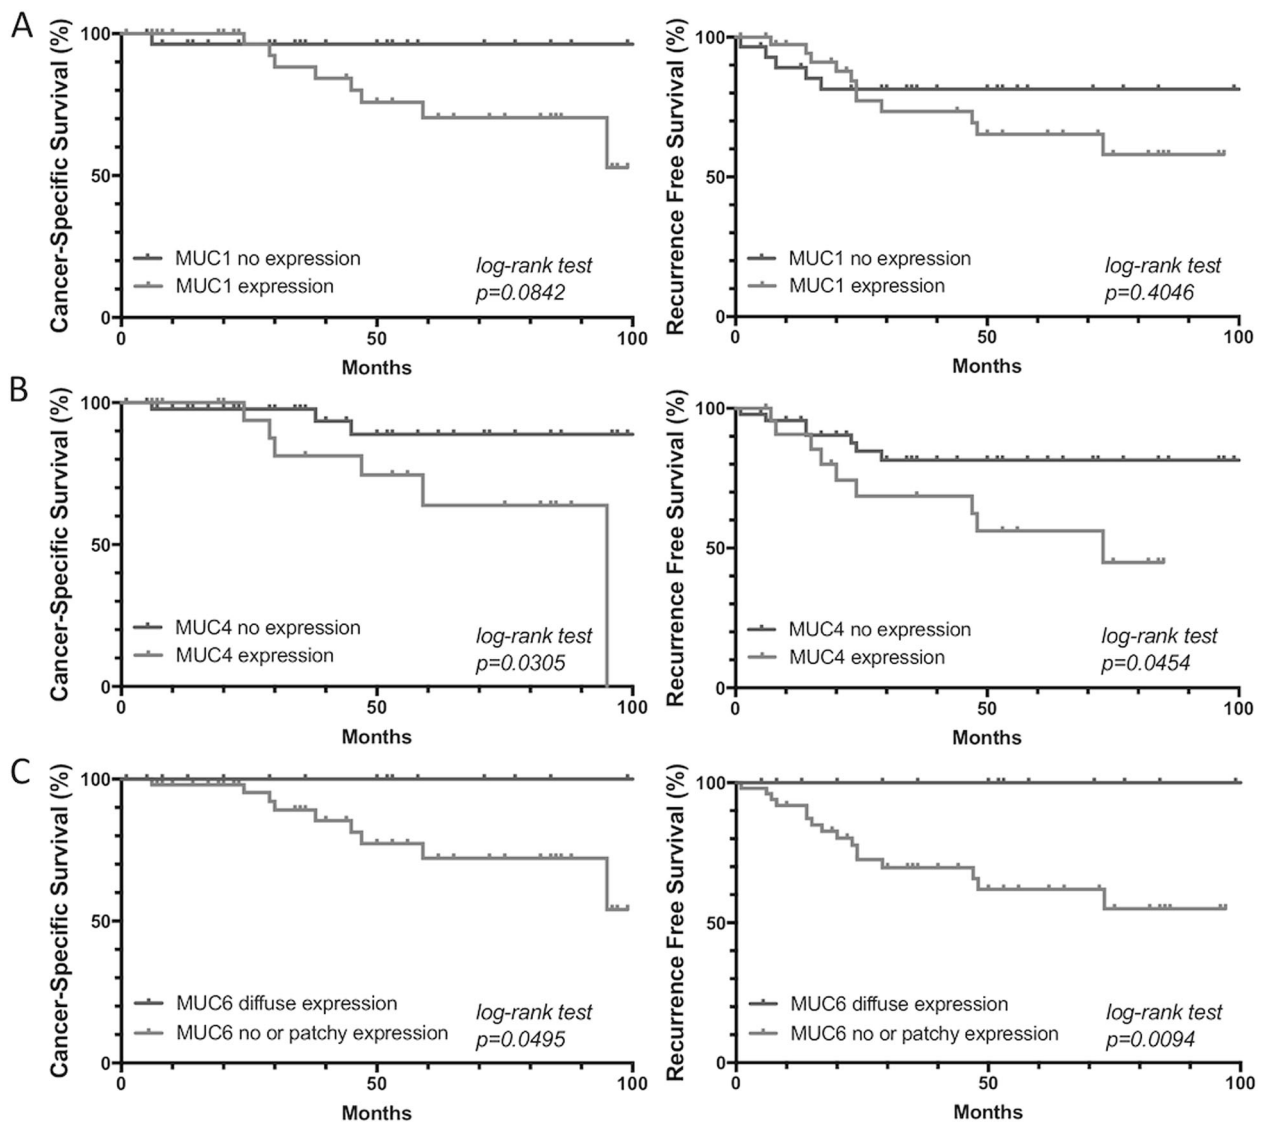 A
Cancer-Specific Survival (%)
100
50
0
MUC1 no expression
MUC1 expression
log-rank test
p=0.0842
0 50 100
Months
Recurrence Free Survival (%)
100
50
0
MUC1 no expression
MUC1 expression
log-rank test
p=0.4046
0 50 100
Months
B
Cancer-Specific Survival (%)
100
50
0
MUC4 no expression
MUC4 expression
log-rank test
p=0.0305
0 50 100
Months
Recurrence Free Survival (%)
100
50
0
MUC4 no expression
MUC4 expression
log-rank test
p=0.0454
0 50 100
Months
C
Cancer-Specific Survival (%)
100
50
0
MUC6 diffuse expression
MUC6 no or patchy expression
log-rank test
p=0.0495
0 50 100
Months
Recurrence Free Survival (%)
100
50
0
MUC6 diffuse expression
MUC6 no or patchy expression
log-rank test
p=0.0094
0 50 100
Months